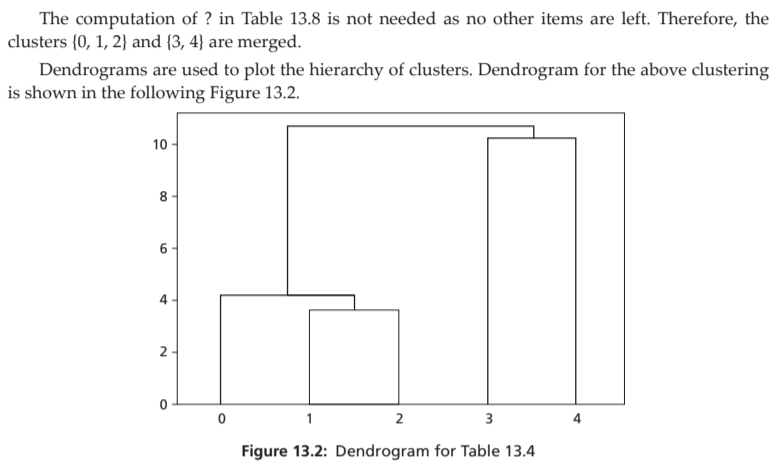 The computation of ? in Table 13.8 is not needed as no other items are left. Therefore, the
clusters {0, 1, 2} and {3, 4} are merged.
Dendrograms are used to plot the hierarchy of clusters. Dendrogram for the above clustering
is shown in the following Figure 13.2.
10
8
6
4
2
0
0 1 2 3 4
Figure 13.2: Dendrogram for Table 13.4